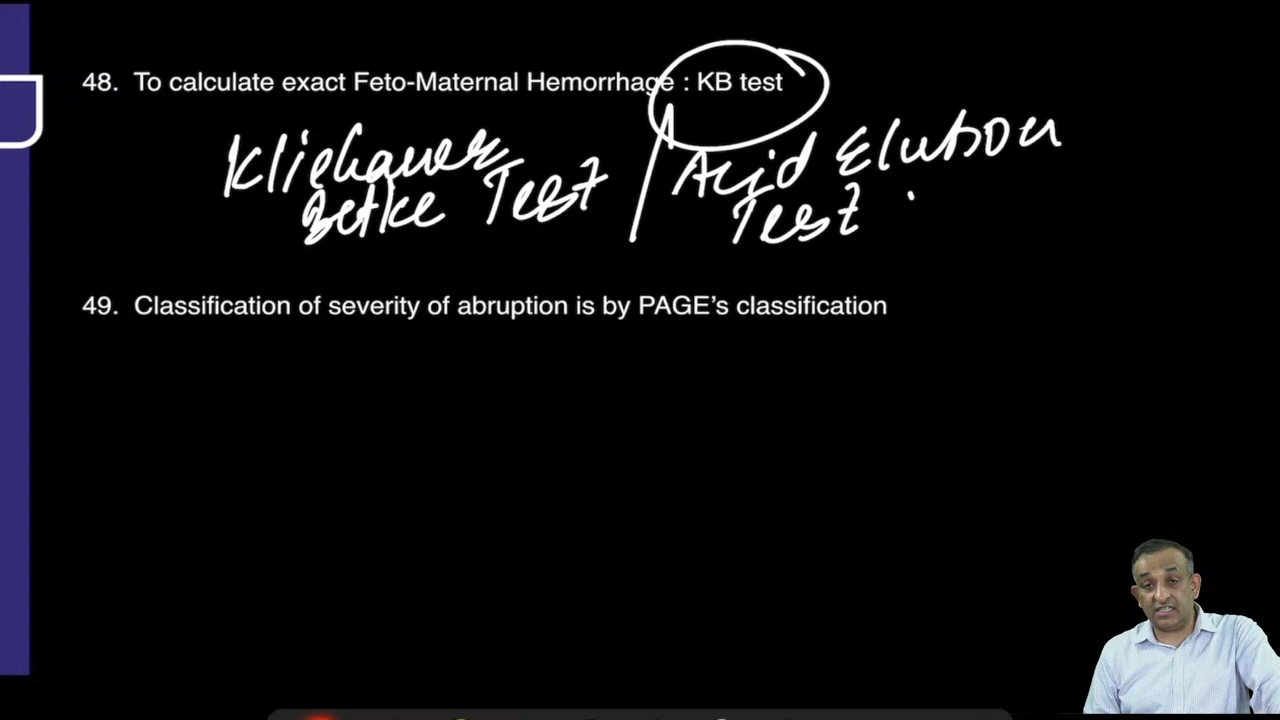 48. To calculate exact Feto-Maternal Hemorrhage : KB test
Kliehauer / Acid Elution
Betke Test Test
49. Classification of severity of abruption is by PAGE's classification